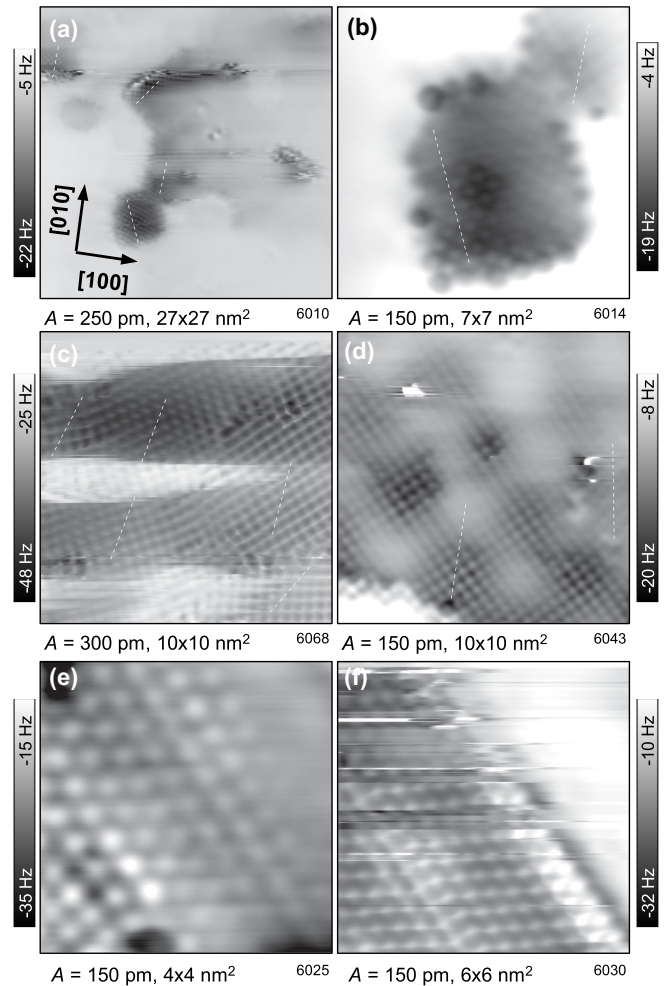 (a)
(b)
-5 Hz
-22 Hz
[010]
[100]
-4 Hz
-19 Hz
A = 250 pm, 27x27 nm2
6010
A = 150 pm, 7x7 nm2
6014
(c)
(d)
-25 Hz
-48 Hz
-8 Hz
-20 Hz
A = 300 pm, 10x10 nm2
6068
A = 150 pm, 10x10 nm2
6043
(e)
(f)
-15 Hz
-35 Hz
-10 Hz
-32 Hz
A = 150 pm, 4x4 nm2
6025
A = 150 pm, 6x6 nm2
6030